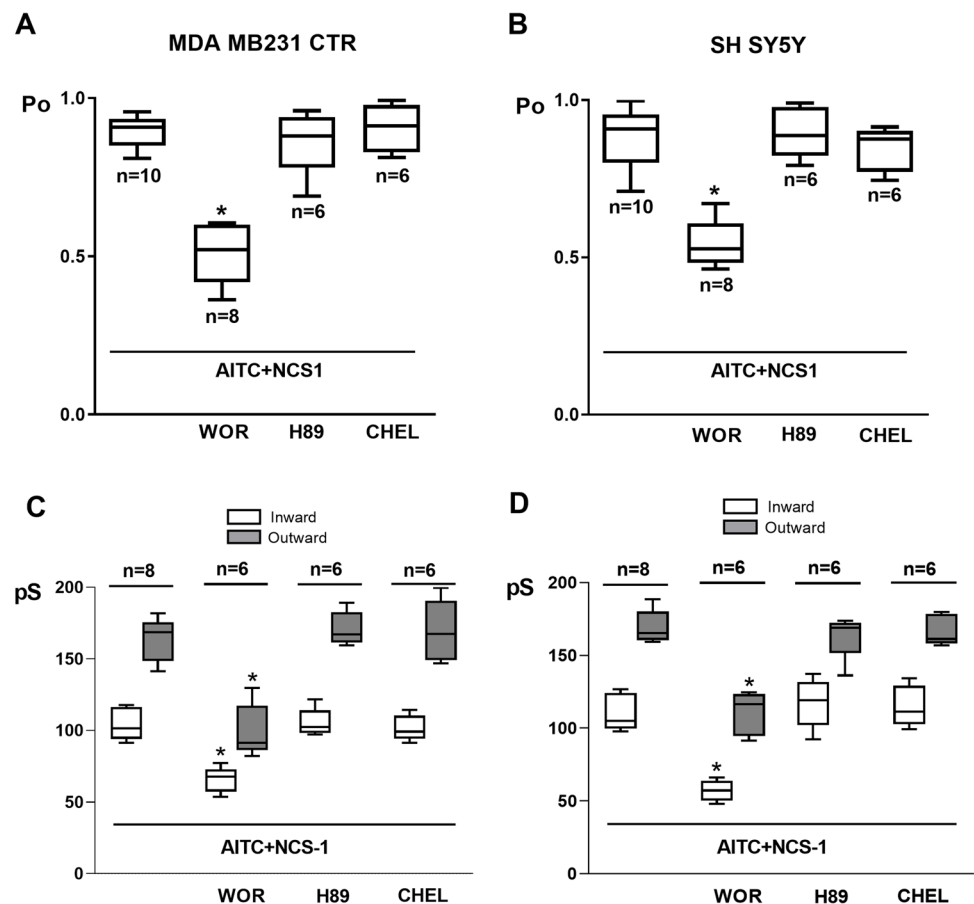 A
MDA MB231 CTR
Po
1.0
0.5
0.0
n=10
*
n=8
n=6
n=6
AITC+NCS1
WOR H89 CHEL
B
SH SY5Y
Po
1.0
0.5
0.0
n=10
*
n=8
n=6
n=6
AITC+NCS1
WOR H89 CHEL
C
Inward
Outward
n=8 n=6 n=6 n=6
pS
200
150
100
50
0
*
*
AITC+NCS-1
WOR H89 CHEL
D
Inward
Outward
n=8 n=6 n=6 n=6
pS
200
150
100
50
0
*
*
AITC+NCS-1
WOR H89 CHEL